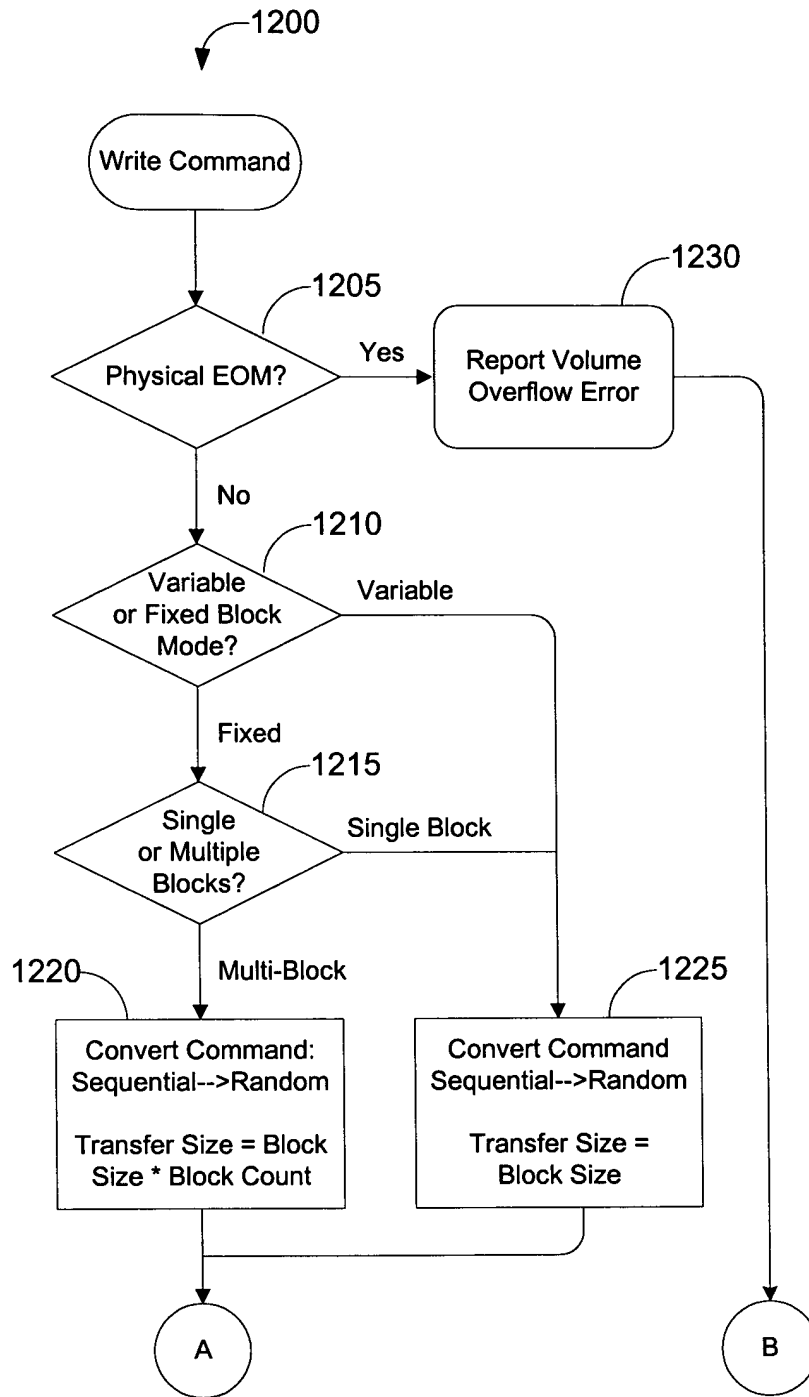 1200
Write Command
1205
1230
Physical EOM?
Yes
Report Volume
Overflow Error
No
1210
Variable
or Fixed Block
Mode?
Variable
Fixed
1215
Single
or Multiple
Blocks?
Single Block
1220
Multi-Block
1225
Convert Command:
Sequential-->Random
Transfer Size = Block
Size * Block Count
Convert Command
Sequential-->Random
Transfer Size =
Block Size
A
B